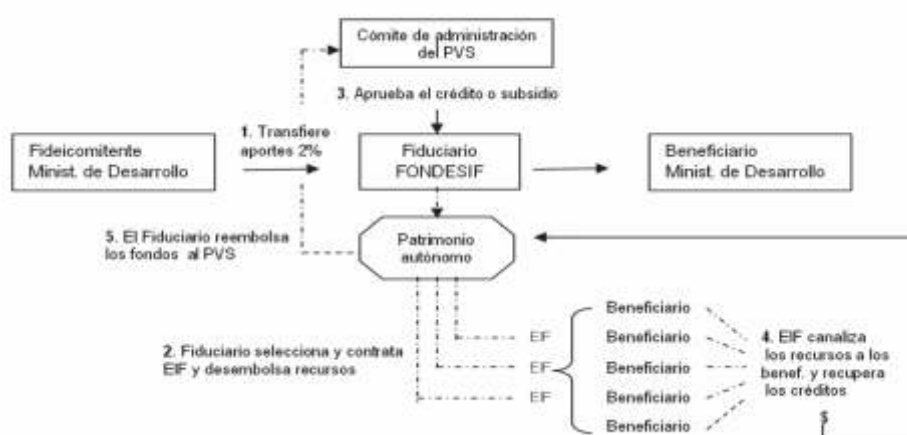 Cómite de administración
del PVS
3. Aprueba el crédito o subsidio
1. Transfiere
aportes 2%
Fideicomitente
Minist. de Desarrollo
Fiduciario
FONDESIF
Beneficiario
Minist. de Desarrollo
5. El Fiduciario reembolsa
los fondos al PVS
Patrimonio
autónomo
2. Fiduciario selecciona y contrata
EIF y desembolsa recursos
EIF
EIF
EIF
Beneficiario
Beneficiario
Beneficiario
Beneficiario
Beneficiario
4. EIF canaliza
los recursos a los
benef. y recupera
los créditos
$